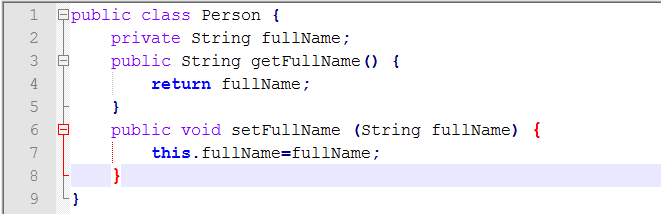 1 public class Person {
2 private String fullName;
3 public String getFullName() {
4 return fullName;
5 }
6 public void setFullName (String fullName) {
7 this.fullName=fullName;
8 }
9 }